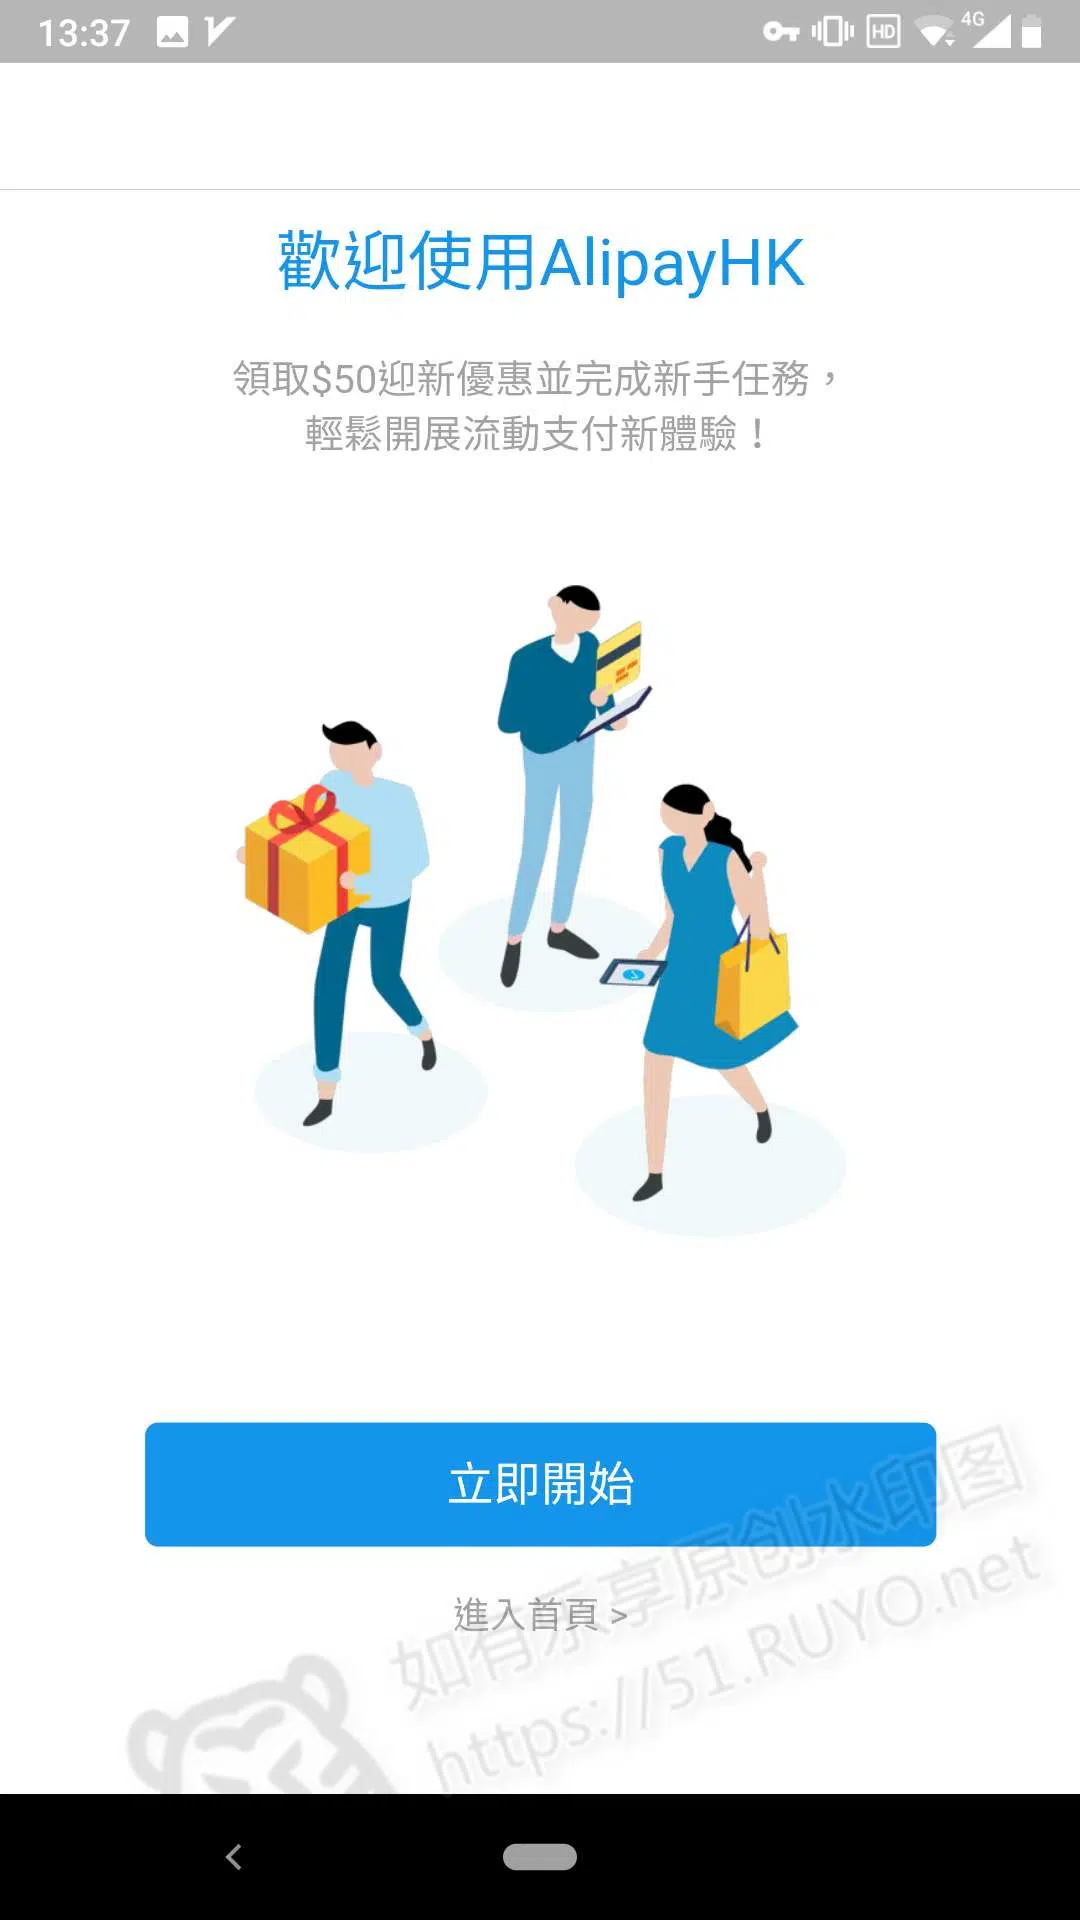 13:37
HD
4G
歡迎使用AlipayHK
領取$50迎新優惠並完成新手任務，
輕鬆開展流動支付新體驗！
立即開始
進入首頁 >
如有乐享原创水印图
https://51.RUYO.net